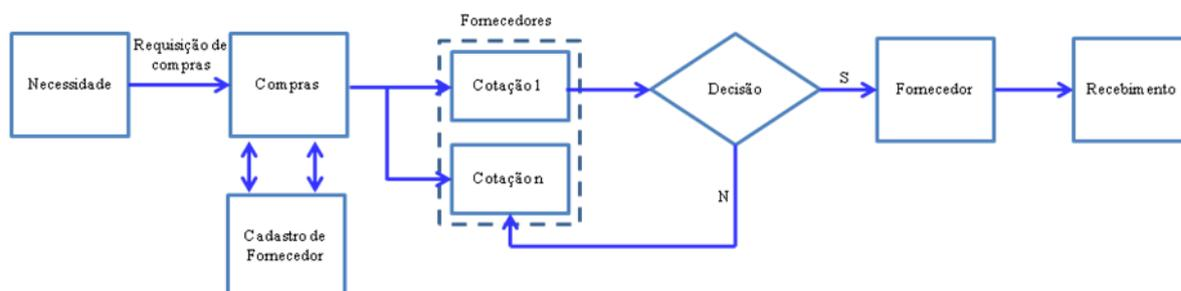 Fornecedores
Requisição de
compras
Necessidade
Compras
Cotação 1
Decisão
S
Fornecedor
Recebimento
Cotação n
N
Cadastro de
Fornecedor